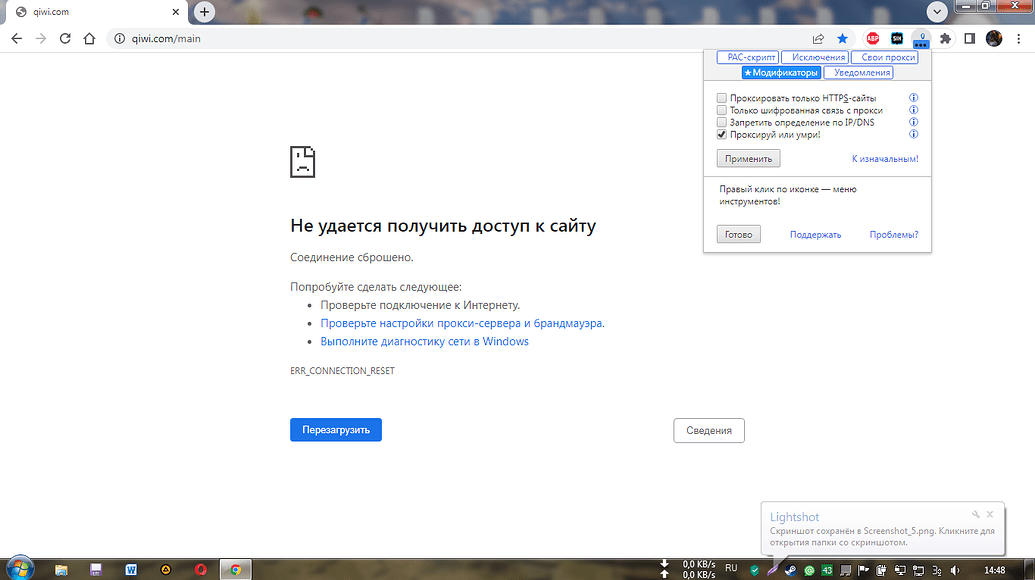 qiwi.com
qiwi.com/main
ABP
SIH
9
PAC-скрипт
Исключения
Свои прокси
★Модификаторы
Уведомления
Проксировать только HTTPS-сайты
Только шифрованная связь с прокси
Запретить определение по IP/DNS
Проксируй или умри!
Применить
К изначальным!
Правый клик по иконке — меню
инструментов!
Готово
Поддержать
Проблемы?
Не удается получить доступ к сайту
Соединение сброшено.
Попробуйте сделать следующее:
Проверьте подключение к Интернету.
Проверьте настройки прокси-сервера и брандмауэра.
Выполните диагностику сети в Windows
ERR_CONNECTION_RESET
Перезагрузить
Сведения
Lightshot
Скриншот сохранён в Screenshot_5.png. Кликните для
открытия папки со скриншотом.
0,0 KB/s
0,0 KB/s
RU
43
14:48